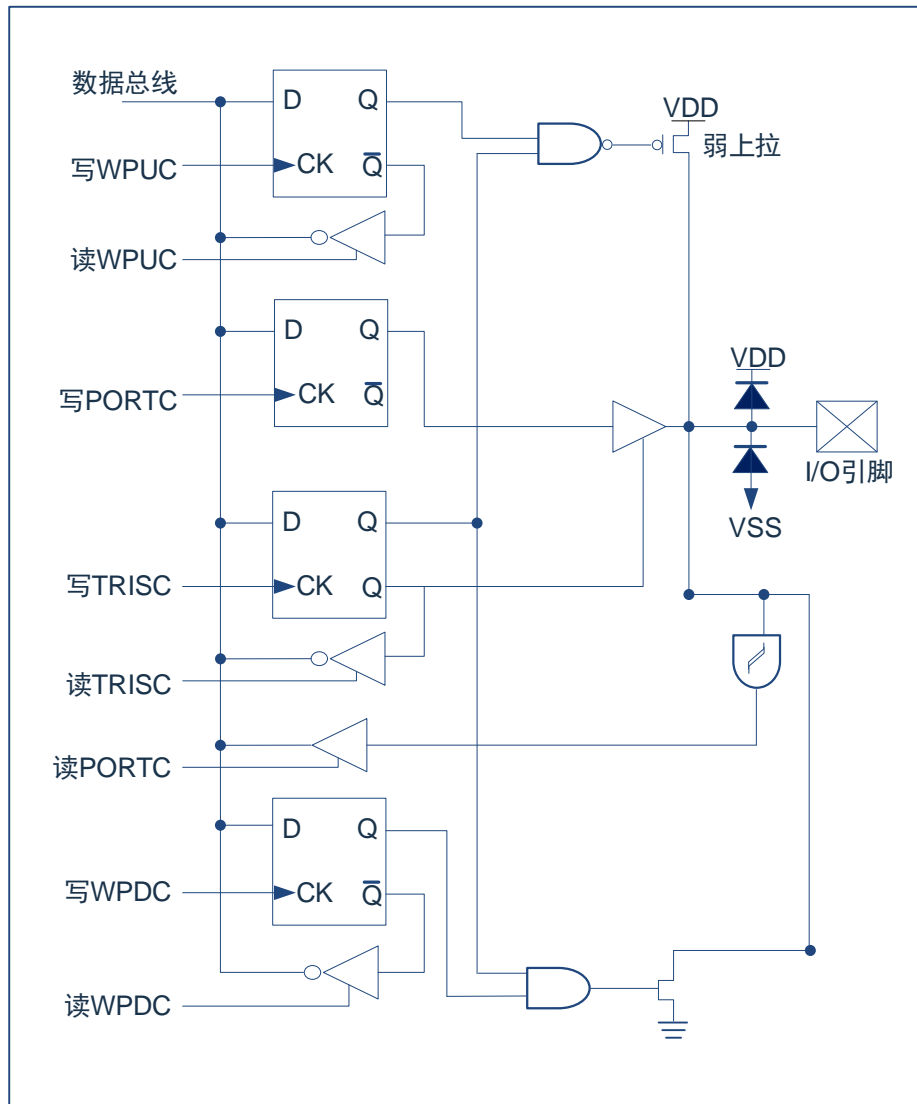 数据总线
D Q
VDD
弱上拉
写WPUC
CK Q̅
读WPUC
D Q
VDD
写PORTC
CK Q̅
I/O引脚
D Q
VSS
写TRISC
CK Q
读TRISC
读PORTC
D Q
写WPDC
CK Q̅
读WPDC